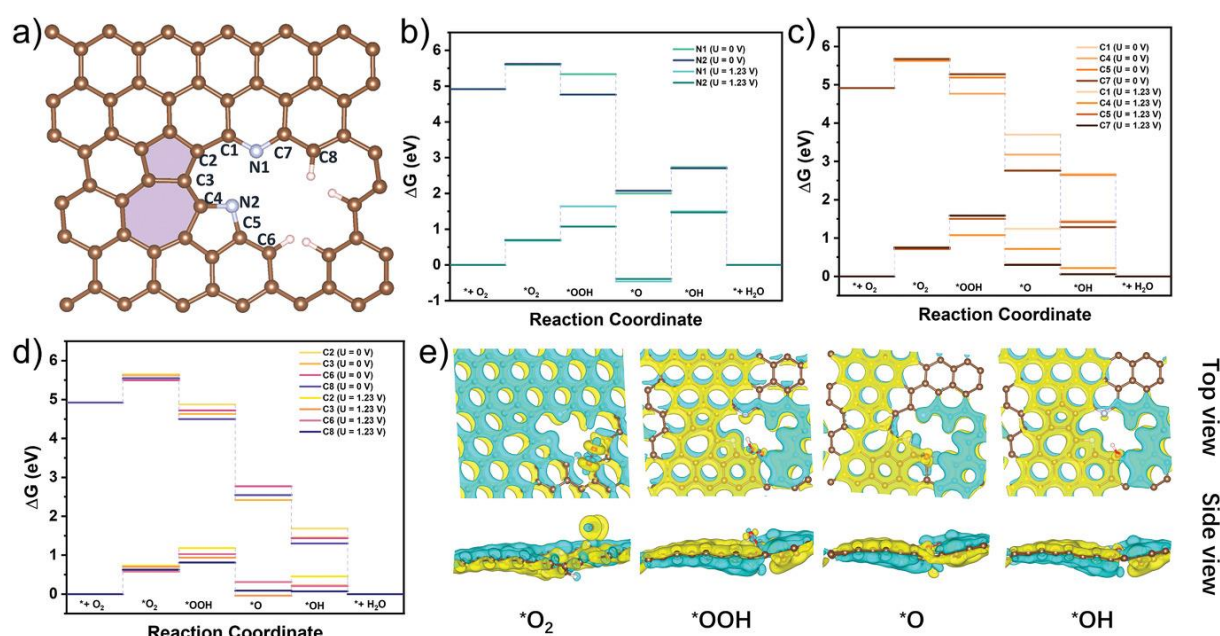 a)
C1
C7
C8
N1
C2
C3
C4
N2
C5
C6
b)
ΔG (eV)
6
5
4
3
2
1
0
-1
N1 (U = 0 V)
N2 (U = 0 V)
N1 (U = 1.23 V)
N2 (U = 1.23 V)
*+ O₂ *O₂ *OOH *O *OH *+ H₂O
Reaction Coordinate
c)
ΔG (eV)
6
5
4
3
2
1
0
C1 (U = 0 V)
C4 (U = 0 V)
C5 (U = 0 V)
C7 (U = 0 V)
C1 (U = 1.23 V)
C4 (U = 1.23 V)
C5 (U = 1.23 V)
C7 (U = 1.23 V)
*+ O₂ *O₂ *OOH *O *OH *+ H₂O
Reaction Coordinate
d)
ΔG (eV)
6
5
4
3
2
1
0
C2 (U = 0 V)
C3 (U = 0 V)
C6 (U = 0 V)
C8 (U = 0 V)
C2 (U = 1.23 V)
C3 (U = 1.23 V)
C6 (U = 1.23 V)
C8 (U = 1.23 V)
*+ O₂ *O₂ *OOH *O *OH *+ H₂O
Reaction Coordinate
e)
Top view
Side view
*O₂ *OOH *O *OH